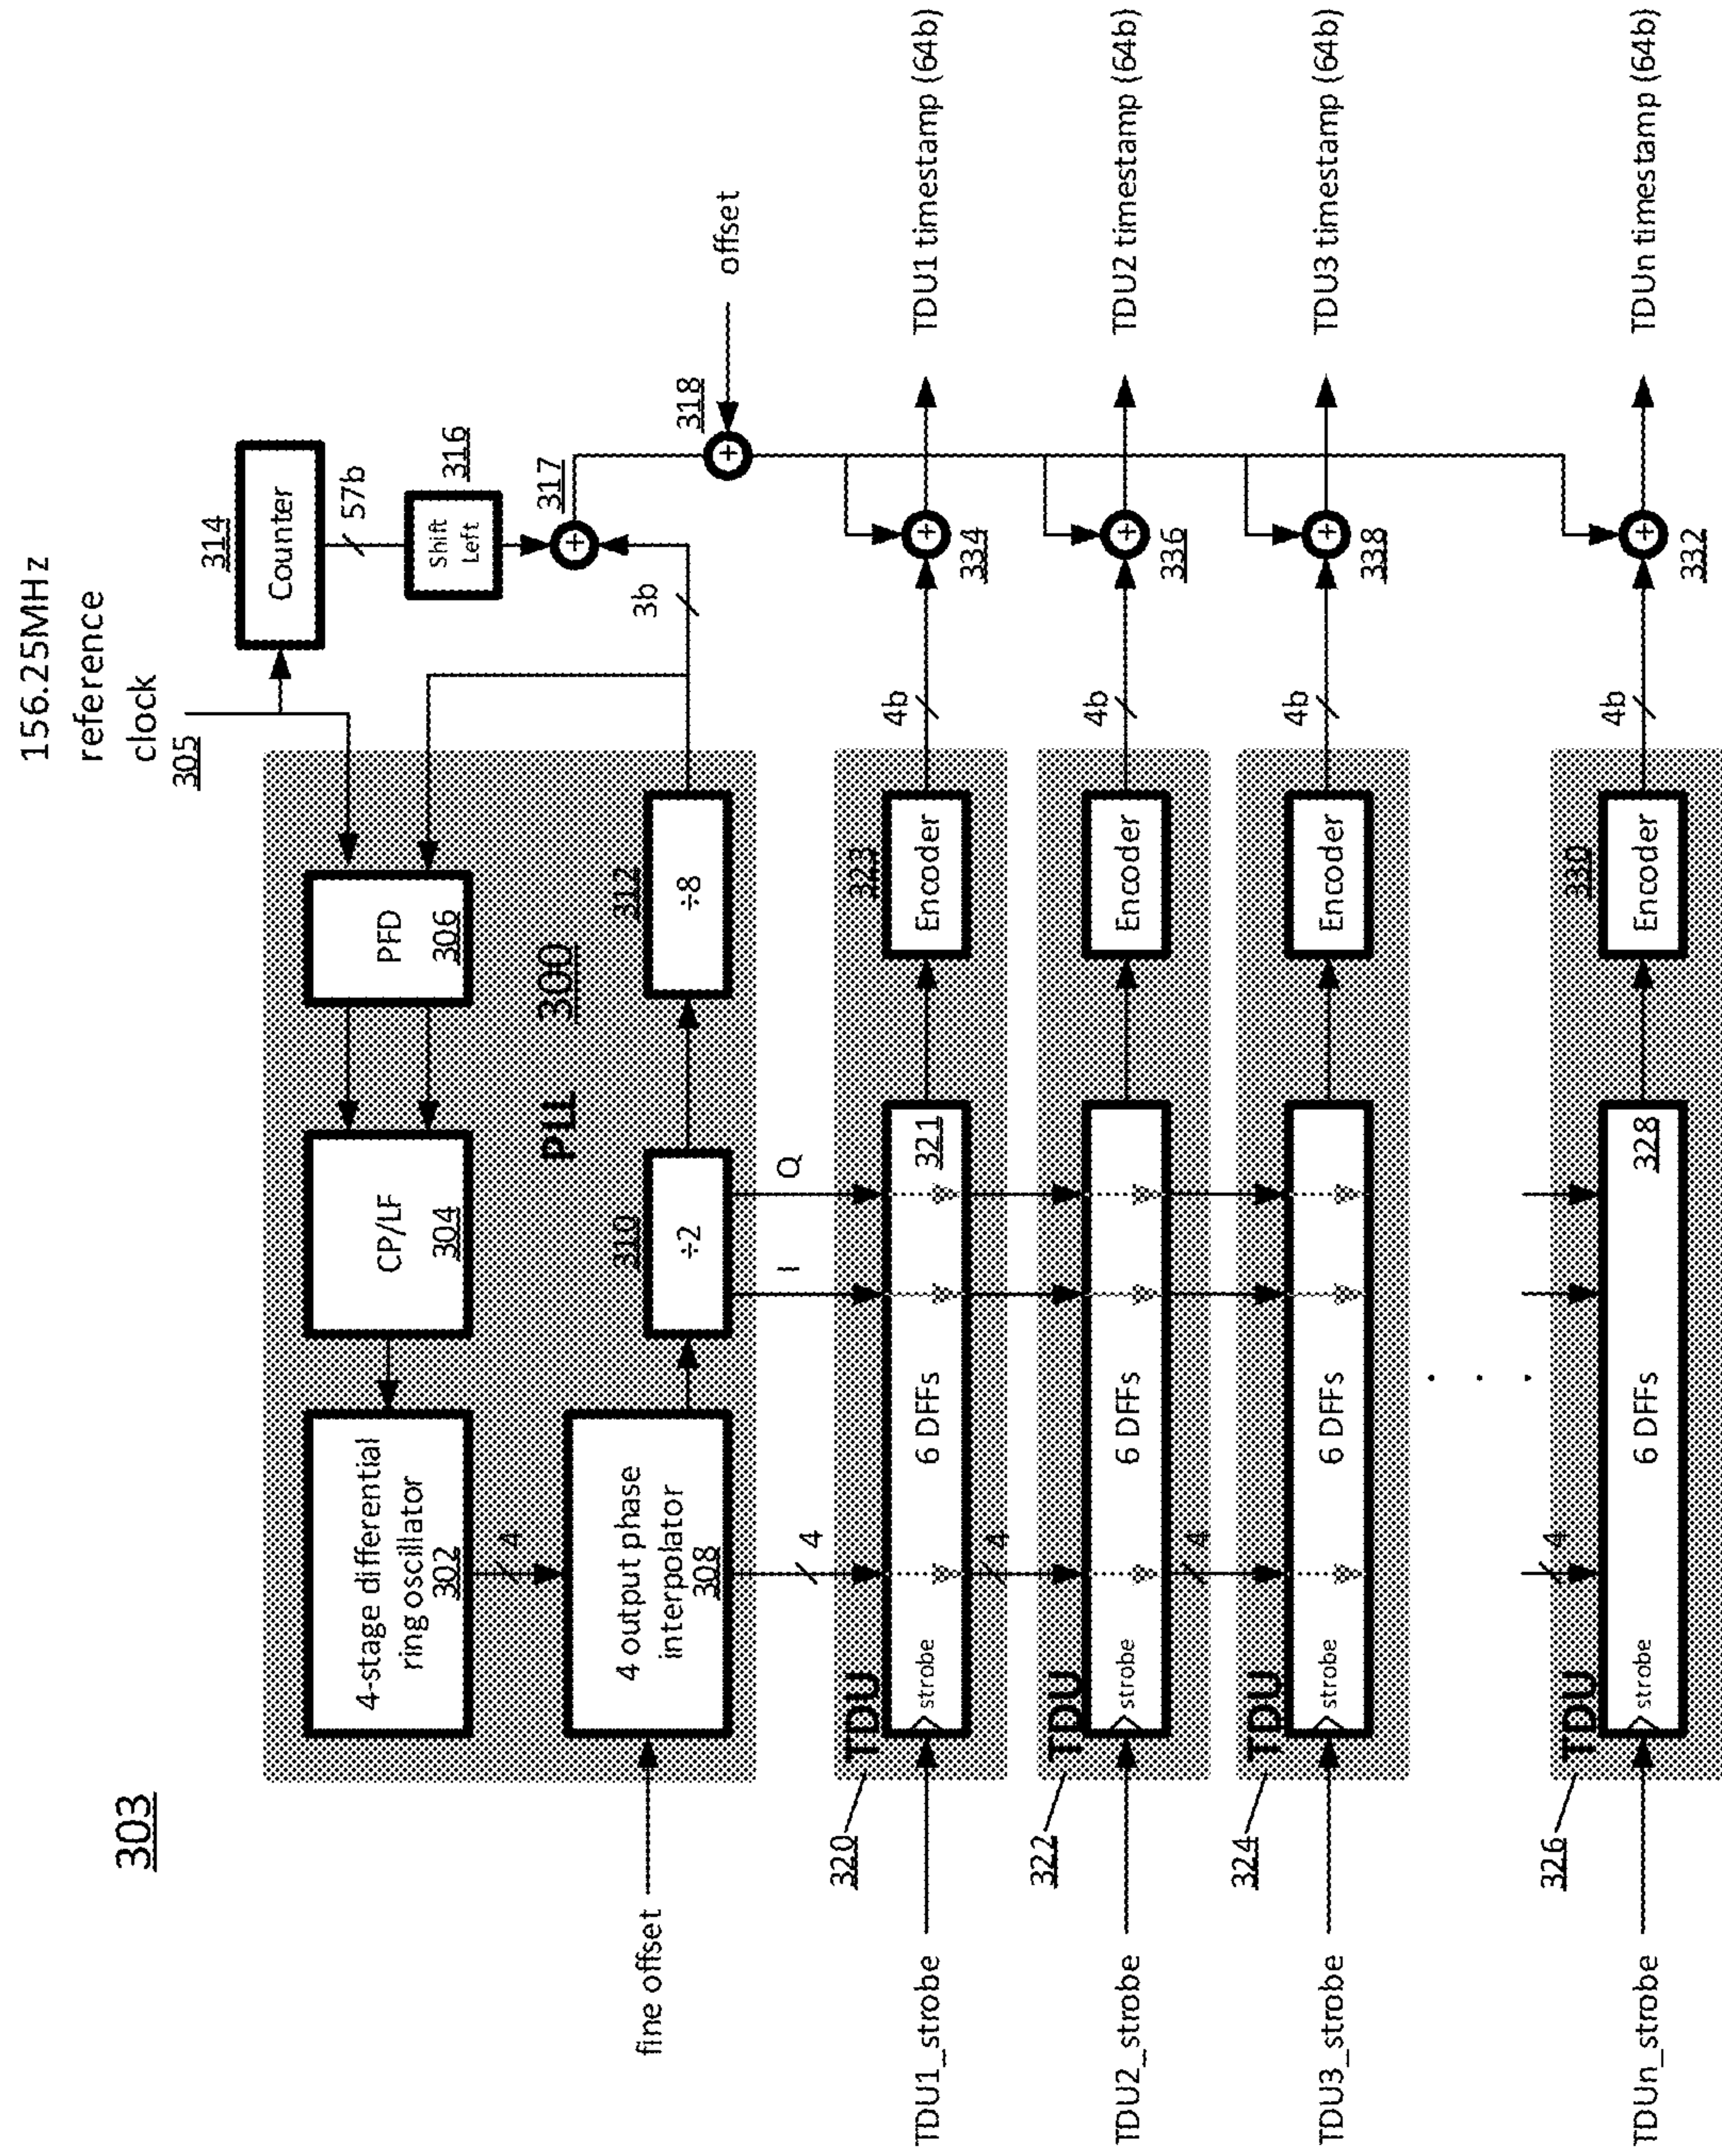 303
156.25MHz
reference
clock
305
314
Counter
57b
316
Shift
Left
317
3b
318
offset
4-stage differential
ring oscillator
302
4
CP/LF
304
PFD
306
PLL
300
fine offset
4 output phase
interpolator
308
310
÷2
312
÷8
4
I
Q
TDU1_strobe
320
TDU
strobe
6 DFFs
321
323
Encoder
4b
334
TDU1 timestamp (64b)
4
TDU2_strobe
322
TDU
strobe
6 DFFs
Encoder
4b
336
TDU2 timestamp (64b)
4
TDU3_strobe
324
TDU
strobe
6 DFFs
Encoder
4b
338
TDU3 timestamp (64b)
. . .
4
TDUn_strobe
326
TDU
strobe
6 DFFs
328
330
Encoder
4b
332
TDUn timestamp (64b)